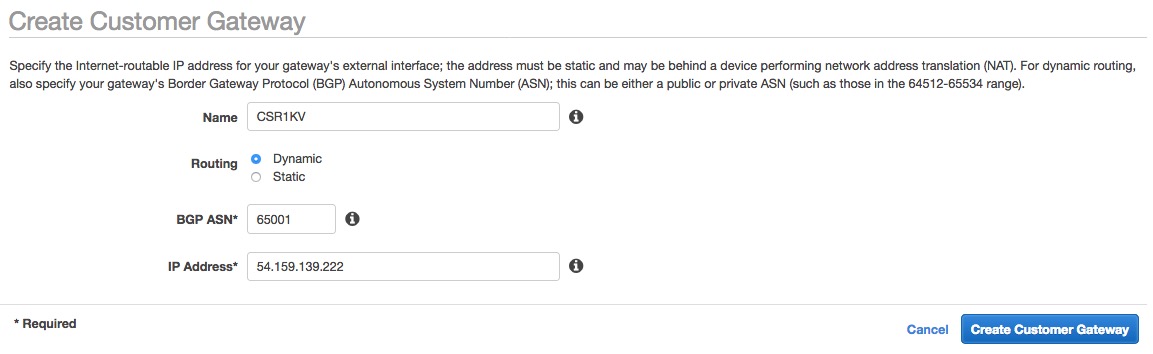 Create Customer Gateway
Specify the Internet-routable IP address for your gateway's external interface; the address must be static and may be behind a device performing network address translation (NAT). For dynamic routing,
also specify your gateway's Border Gateway Protocol (BGP) Autonomous System Number (ASN); this can be either a public or private ASN (such as those in the 64512-65534 range).
Name CSR1KV
Routing Dynamic
Static
BGP ASN* 65001
IP Address* 54.159.139.222
* Required
Cancel Create Customer Gateway